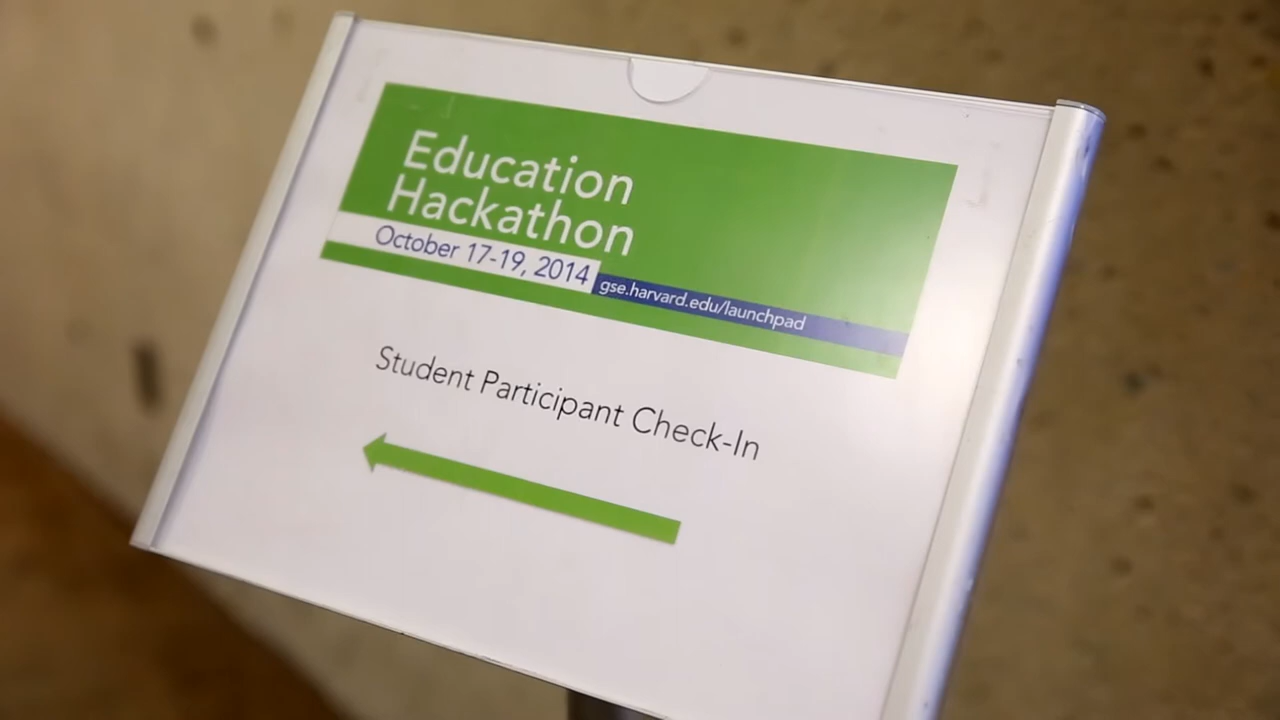 Education
Hackathon
October 17-19, 2014
gse.harvard.edu/launchpad
Student Participant Check-In